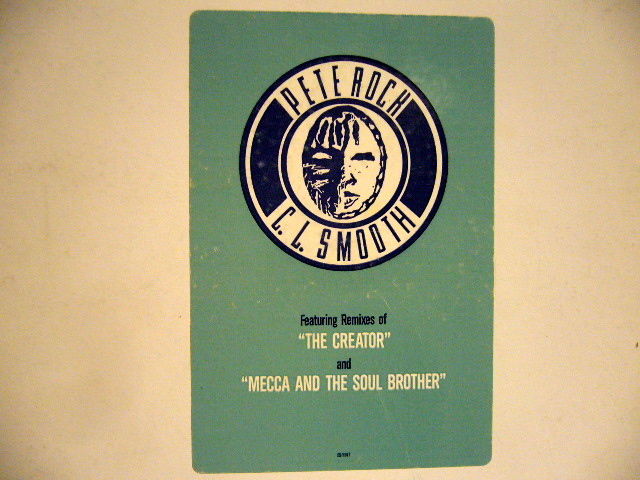 PETE ROCK
C. L. SMOOTH
Featuring Remixes of
“THE CREATOR”
and
“MECCA AND THE SOUL BROTHER”